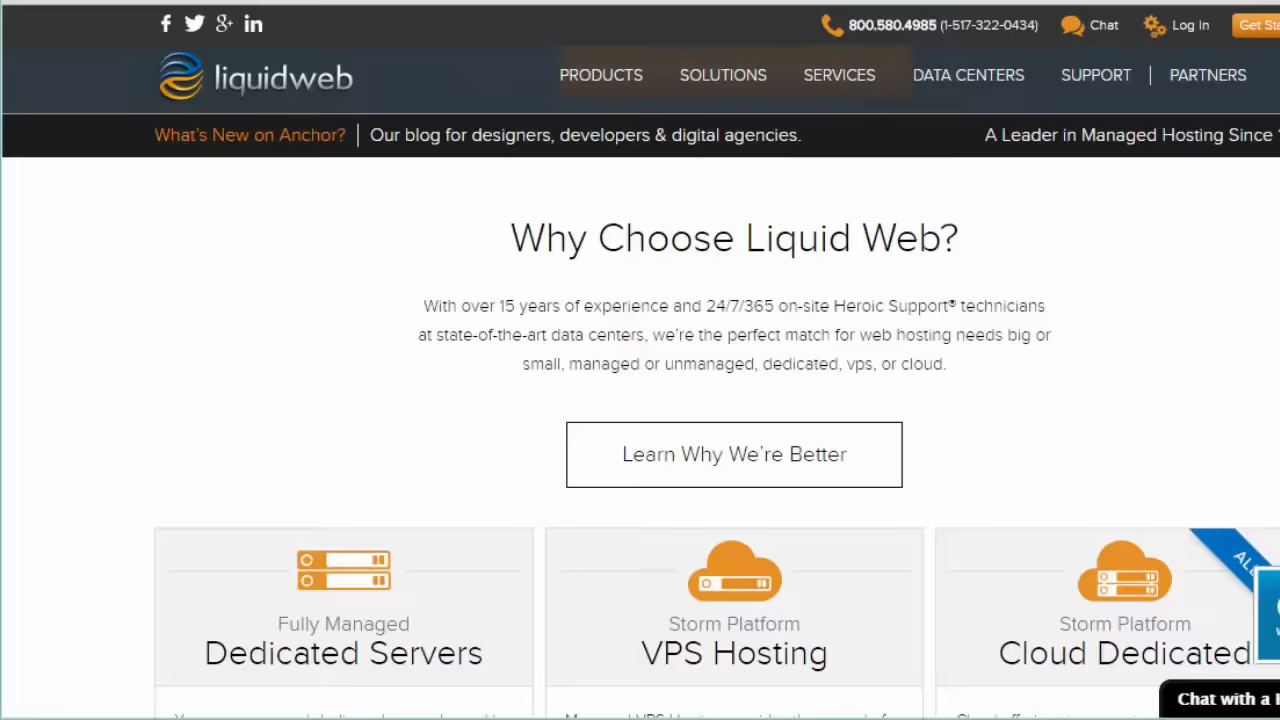 800.580.4985 (1-517-322-0434) Chat Log In Get
liquidweb PRODUCTS SOLUTIONS SERVICES DATA CENTERS SUPPORT | PARTNERS
What's New on Anchor? | Our blog for designers, developers & digital agencies. A Leader in Managed Hosting Since
Why Choose Liquid Web?
With over 15 years of experience and 24/7/365 on-site Heroic Support® technicians
at state-of-the-art data centers, we're the perfect match for web hosting needs big or
small, managed or unmanaged, dedicated, vps, or cloud.
Learn Why We're Better
Fully Managed
Dedicated Servers
Storm Platform
VPS Hosting
Storm Platform
Cloud Dedicated
Chat with a